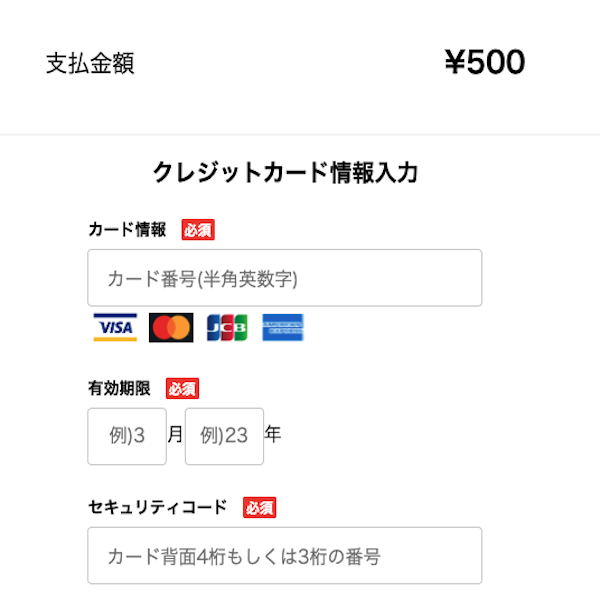 支払金額 ¥500
クレジットカード情報入力
カード情報 必須
カード番号(半角英数字)
VISA JCB
有効期限 必須
例)3 月 例)23 年
セキュリティコード 必須
カード背面4桁もしくは3桁の番号